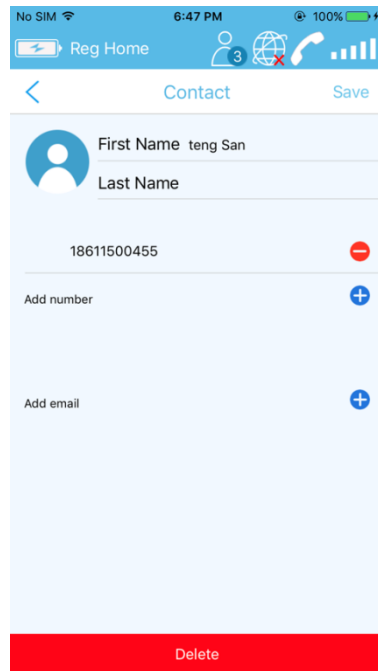 No SIM 6:47 PM 100%
Reg Home 3
Contact Save
First Name teng San
Last Name
18611500455
Add number
Add email
Delete